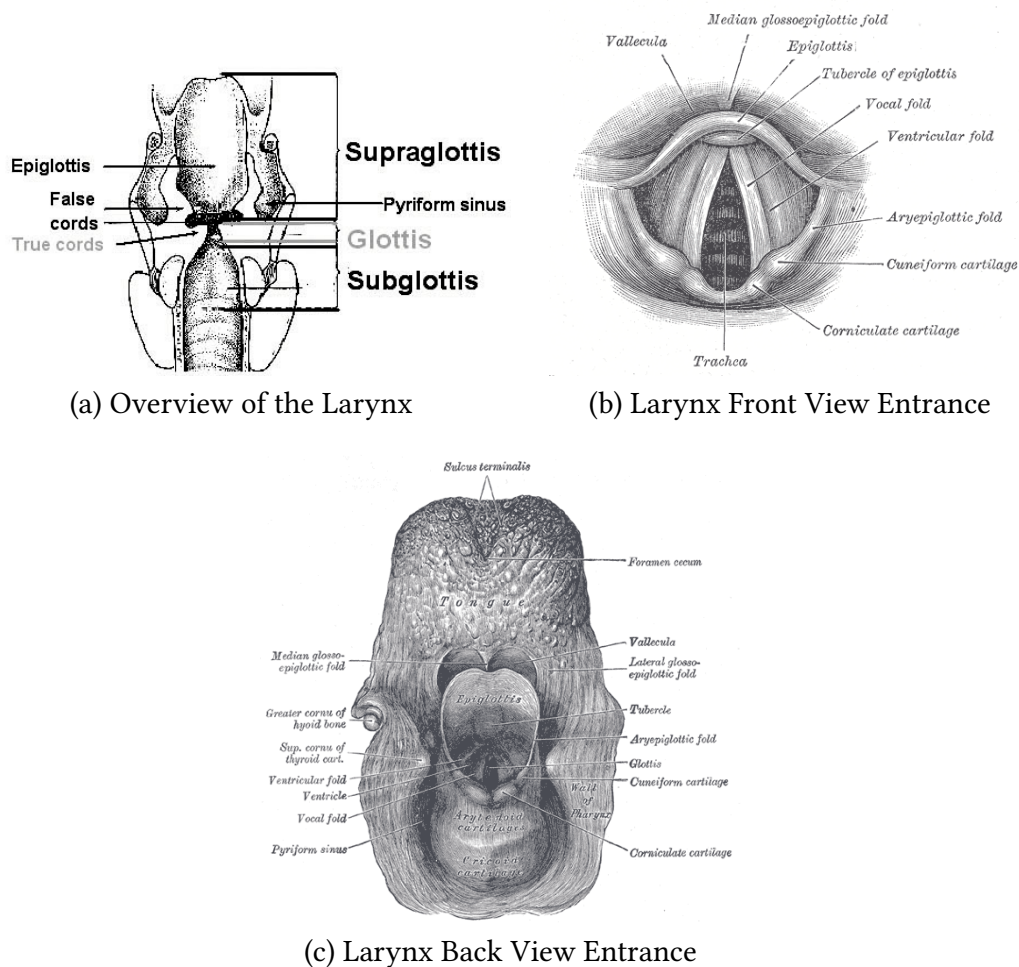 Epiglottis
False
cords
True cords
Supraglottis
Pyriform sinus
Glottis
Subglottis
(a) Overview of the Larynx
Median glossoepiglottic fold
Vallecula
Epiglottis
Tubercle of epiglottis
Vocal fold
Ventricular fold
Aryepiglottic fold
Cuneiform cartilage
Corniculate cartilage
Trachea
(b) Larynx Front View Entrance
Sulcus terminalis
Foramen cecum
Tongue
Vallecula
Median glosso-
epiglottic fold
Lateral glosso-
epiglottic fold
Epiglottis
Greater cornu of
hyoid bone
Tubercle
Aryepiglottic fold
Sup. cornu of
thyroid cart.
Glottis
Ventricular fold
Cuneiform cartilage
Ventricle
Wall
of
Pharynx
Vocal fold
Arytenoid
cartilages
Pyriform sinus
Corniculate cartilage
Cricoid
cartilage
(c) Larynx Back View Entrance